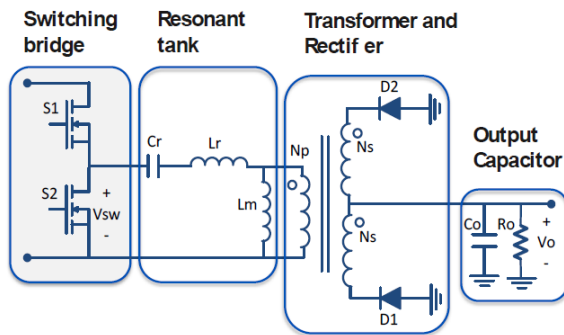 Switching
bridge
Resonant
tank
Transformer and
Rectif er
Output
Capacitor
S1
S2
+
Vsw
-
Cr
Lr
Lm
Np
Ns
Ns
D2
D1
Co
Ro
+
Vo
-